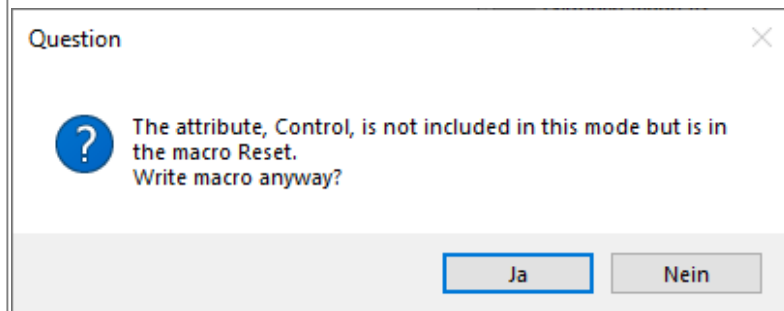 Question
The attribute, Control, is not included in this mode but is in
the macro Reset.
Write macro anyway?
Ja
Nein